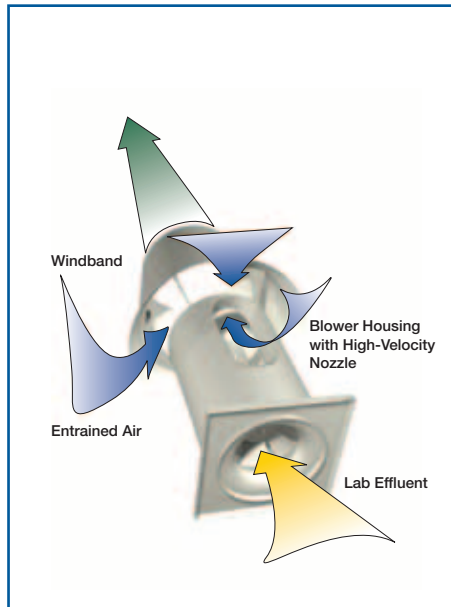 Windband
Blower Housing
with High-Velocity
Nozzle
Entrained Air
Lab Effluent